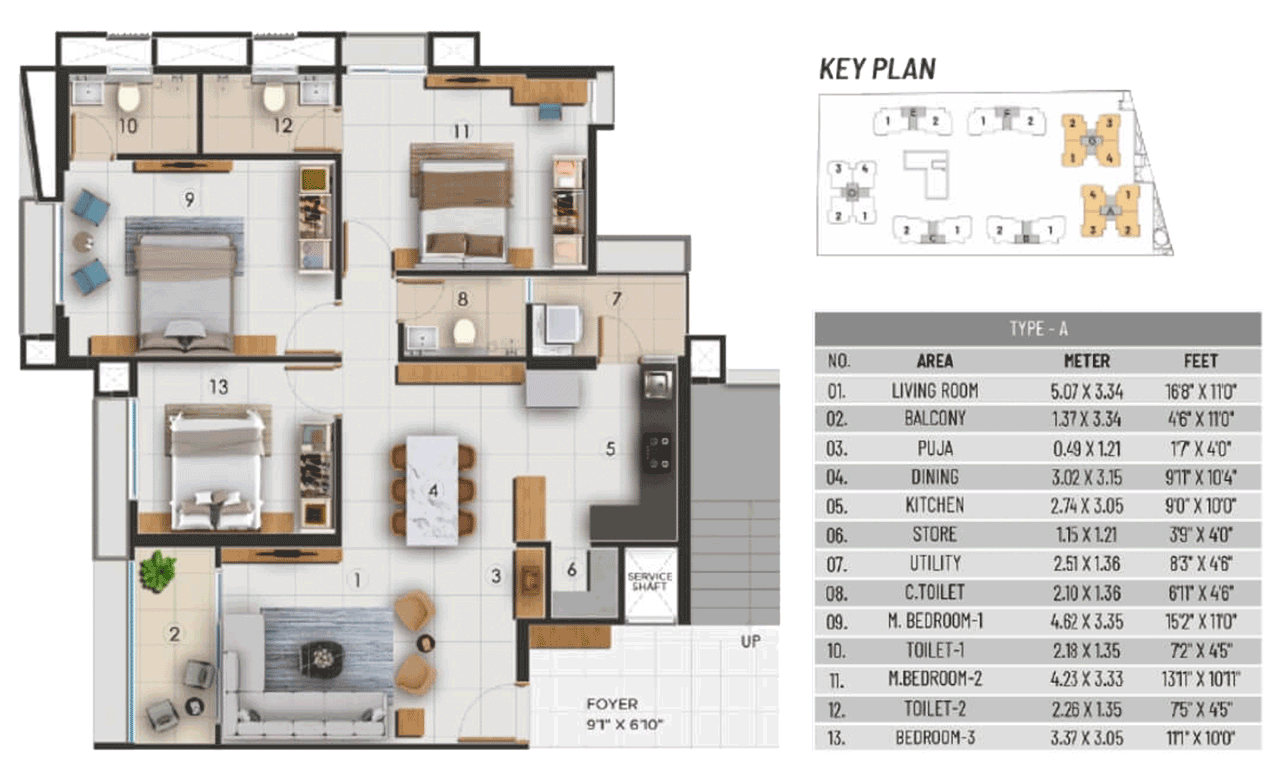 10
12
11
9
8
7
13
5
4
1
3
6
SERVICE
SHAFT
2
UP
FOYER
9'1" X 6'10"
KEY PLAN
E
1 2
F
1 2
2 3
G
1 4
3 4
2 1
4 1
A
3 2
2 1
C
2 1
B
TYPE - A
NO. AREA METER FEET
01. LIVING ROOM 5.07 X 3.34 16'8" X 11'0"
02. BALCONY 1.37 X 3.34 4'6" X 11'0"
03. PUJA 0.49 X 1.21 1'7" X 4'0"
04. DINING 3.02 X 3.15 9'11" X 10'4"
05. KITCHEN 2.74 X 3.05 9'0" X 10'0"
06. STORE 1.15 X 1.21 3'9" X 4'0"
07. UTILITY 2.51 X 1.36 8'3" X 4'6"
08. C.TOILET 2.10 X 1.36 6'11" X 4'6"
09. M. BEDROOM-1 4.62 X 3.35 15'2" X 11'0"
10. TOILET-1 2.18 X 1.35 7'2" X 4'5"
11. M.BEDROOM-2 4.23 X 3.33 13'11" X 10'11"
12. TOILET-2 2.26 X 1.35 7'5" X 4'5"
13. BEDROOM-3 3.37 X 3.05 11'1" X 10'0"